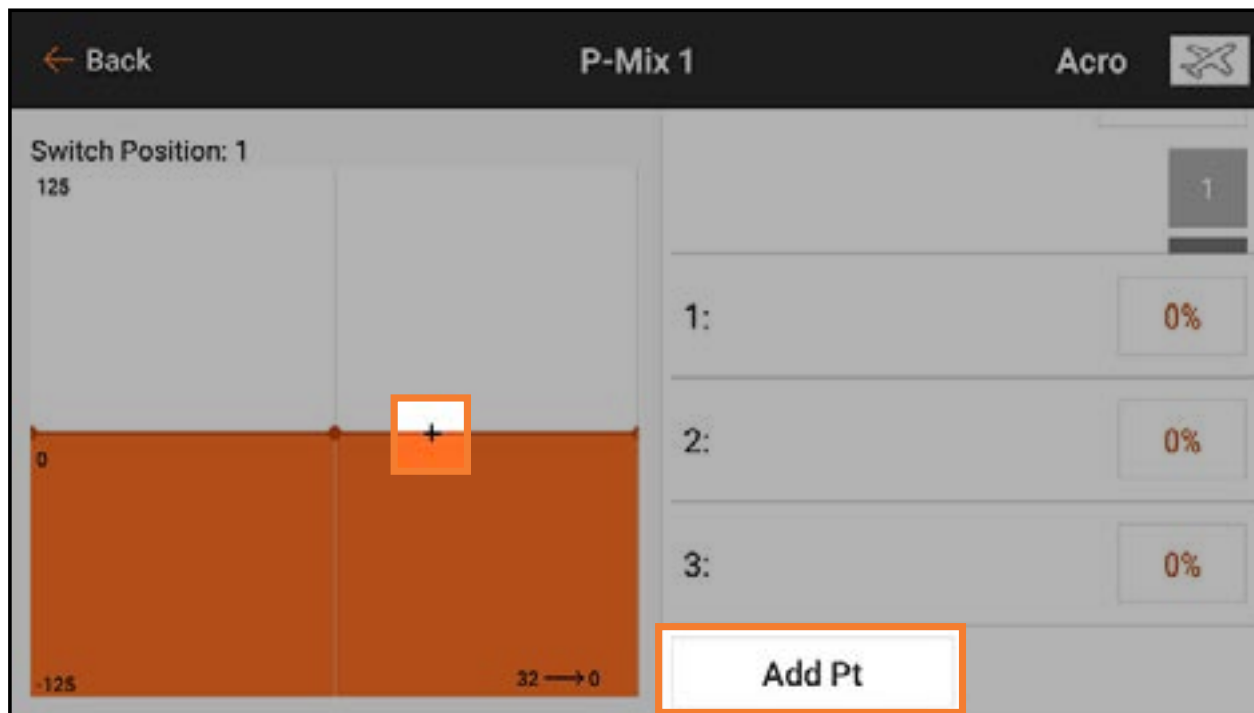 ← Back P-Mix 1 Acro
Switch Position: 1
125
0
-125
32 → 0
1
1: 0%
2: 0%
3: 0%
Add Pt